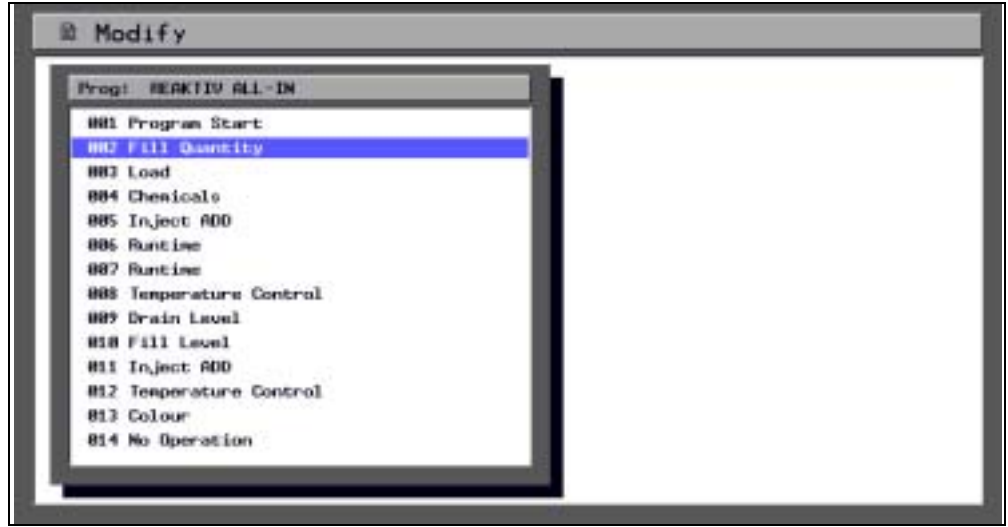 Modify
Prog: REAKTIV ALL-IN
001 Program Start
002 Fill Quantity
003 Load
004 Chemicals
005 Inject ADD
006 Runtime
007 Runtime
008 Temperature Control
009 Drain Level
010 Fill Level
011 Inject ADD
012 Temperature Control
013 Colour
014 No Operation